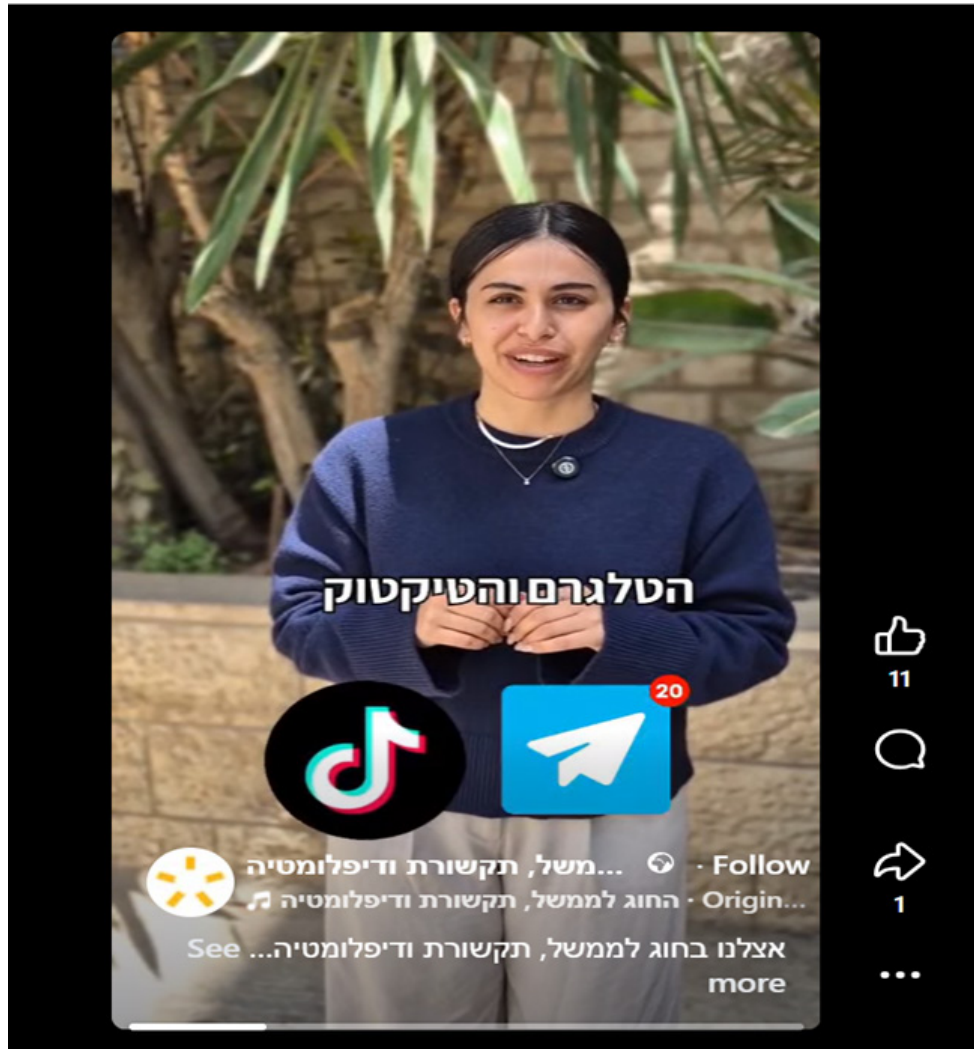 הטלגרם והטיקטוק
20
11
משל, תקשורת ודיפלומטיה... · Follow
החוג לממשל, תקשורת ודיפלומטיה · Origin...
1
אצלנו בחוג לממשל, תקשורת ודיפלומטיה... See
more